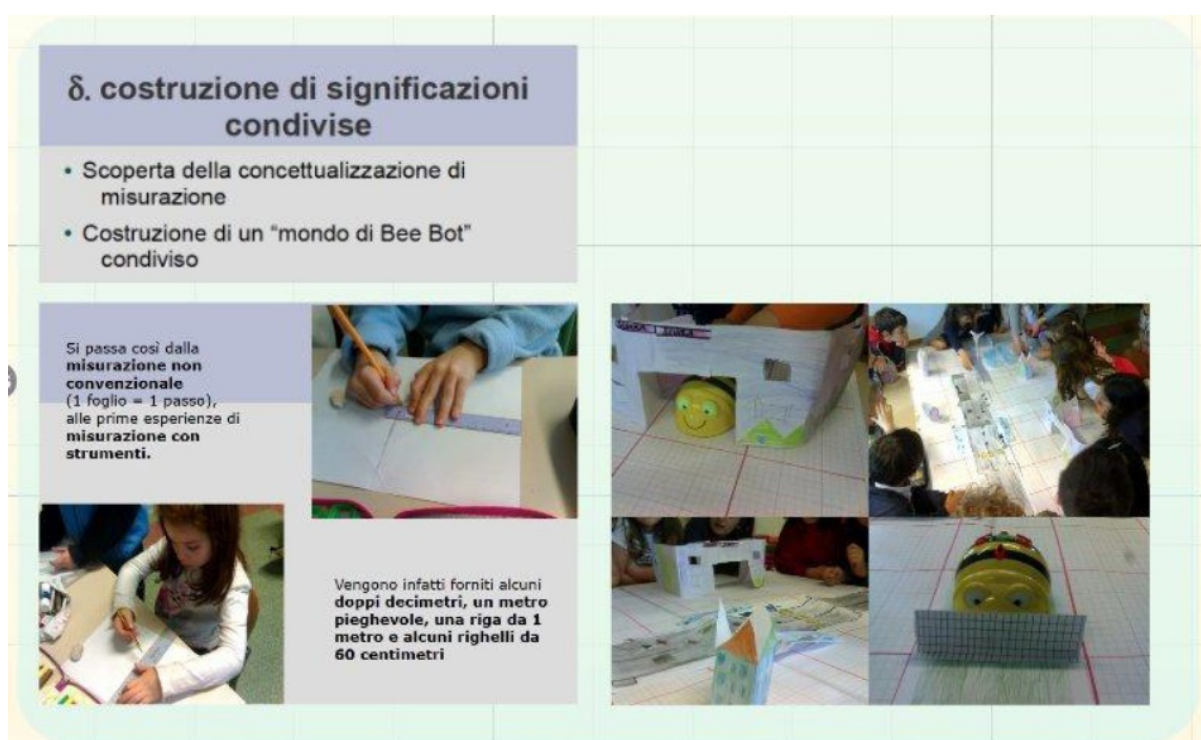 δ. costruzione di significazioni
condivise
• Scoperta della concettualizzazione di
misurazione
• Costruzione di un “mondo di Bee Bot”
condiviso
Si passa così dalla
misurazione non
convenzionale
(1 foglio = 1 passo),
alle prime esperienze di
misurazione con
strumenti.
Vengono infatti forniti alcuni
doppi decimetri, un metro
pieghevole, una riga da 1
metro e alcuni righelli da
60 centimetri